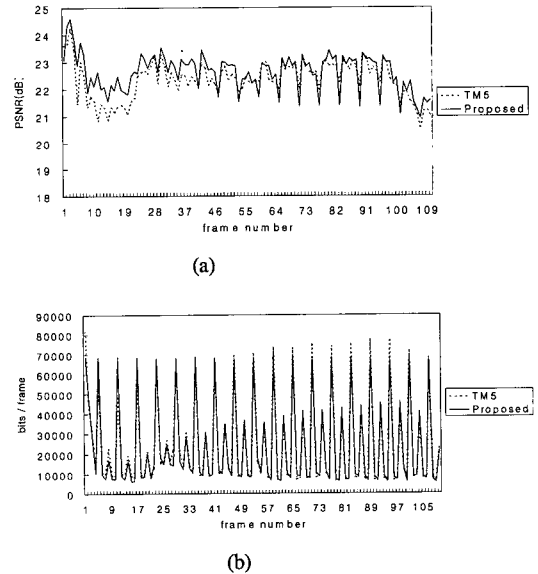 25
24
23
22
21
20
19
18
PSNR(dB)
1 10 19 28 37 46 55 64 73 82 91 100 109
frame number
TM5
Proposed
(a)
90000
80000
70000
60000
50000
40000
30000
20000
10000
0
bits / frame
1 9 17 25 33 41 49 57 65 73 81 89 97 105
frame number
TM5
Proposed
(b)